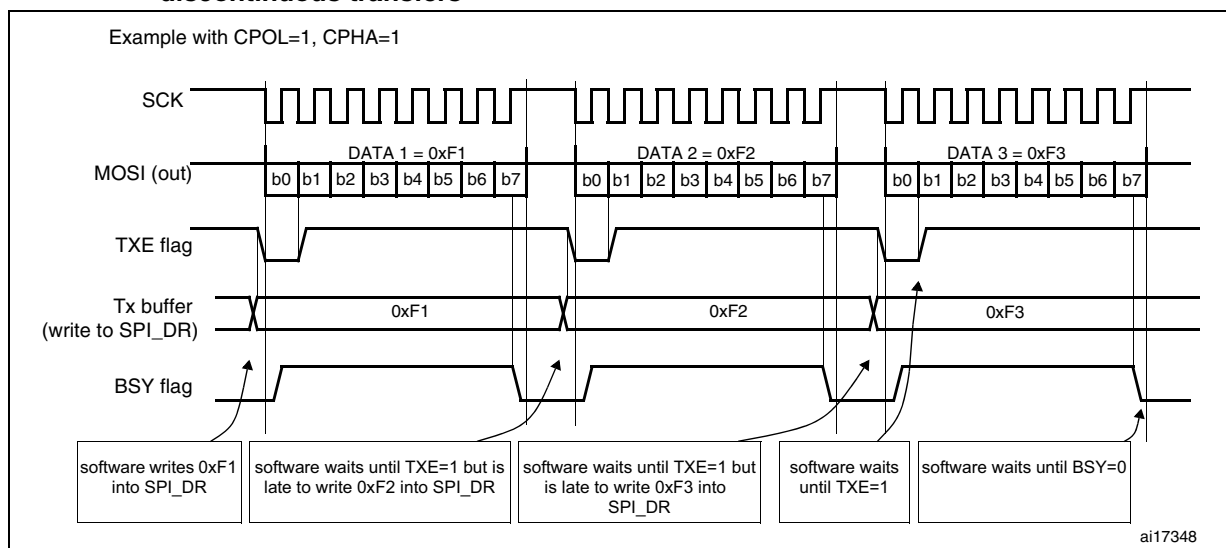 discontinuous transfers
Example with CPOL=1, CPHA=1
SCK
DATA 1 = 0xF1
DATA 2 = 0xF2
DATA 3 = 0xF3
MOSI (out)
b0 b1 b2 b3 b4 b5 b6 b7
b0 b1 b2 b3 b4 b5 b6 b7
b0 b1 b2 b3 b4 b5 b6 b7
TXE flag
Tx buffer
(write to SPI_DR)
0xF1
0xF2
0xF3
BSY flag
software writes 0xF1
into SPI_DR
software waits until TXE=1 but is
late to write 0xF2 into SPI_DR
software waits until TXE=1 but
is late to write 0xF3 into
SPI_DR
software waits
until TXE=1
software waits until BSY=0
ai17348